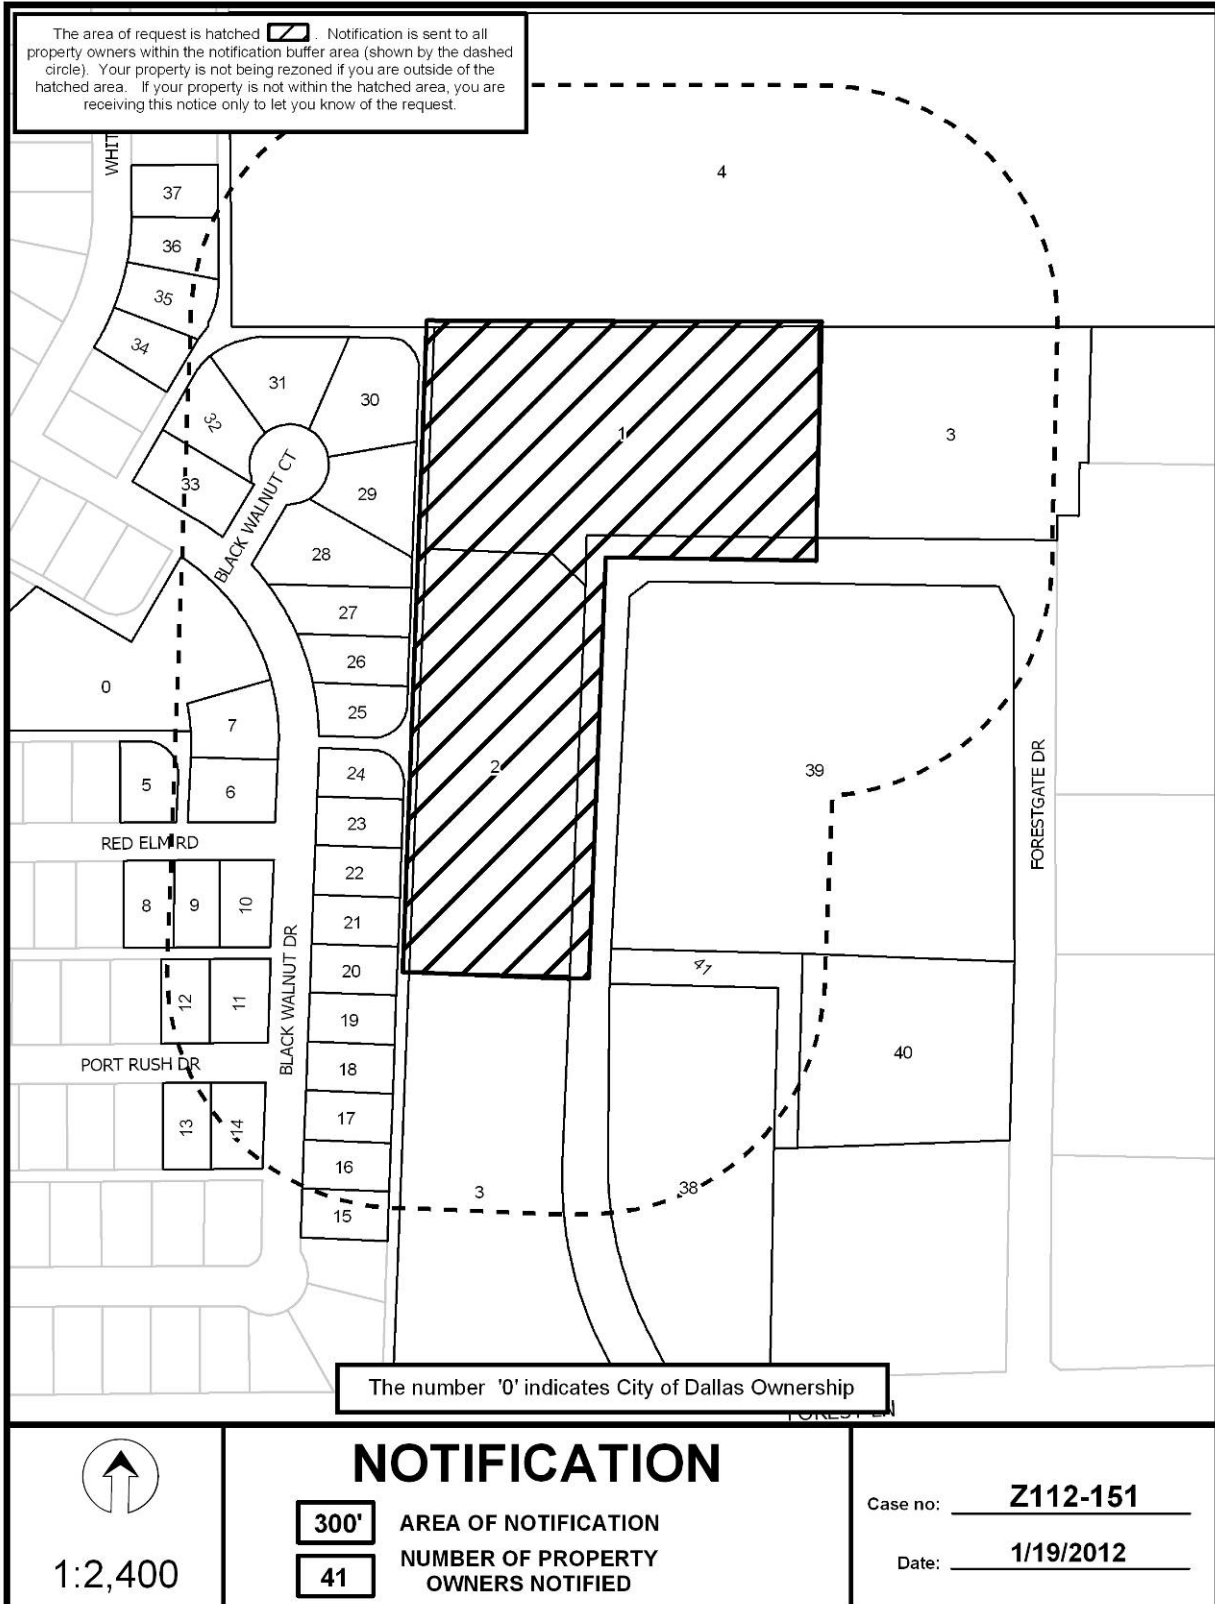 The area of request is hatched . Notification is sent to all
property owners within the notification buffer area (shown by the dashed
circle). Your property is not being rezoned if you are outside of the
hatched area. If your property is not within the hatched area, you are
receiving this notice only to let you know of the request.
WHIT
4
37
36
35
34
31
30
32
33
29
BLACK WALNUT CT
28
27
26
25
1
3
0
7
6
5
24
23
22
21
20
19
18
17
16
15
2
39
RED ELM RD
8
9
10
12
11
BLACK WALNUT DR
PORT RUSH DR
13
14
FORESTGATE DR
40
3
38
The number '0' indicates City of Dallas Ownership
FOREST LN
1:2,400
NOTIFICATION
300' AREA OF NOTIFICATION
41 NUMBER OF PROPERTY
OWNERS NOTIFIED
Case no: Z112-151
Date: 1/19/2012